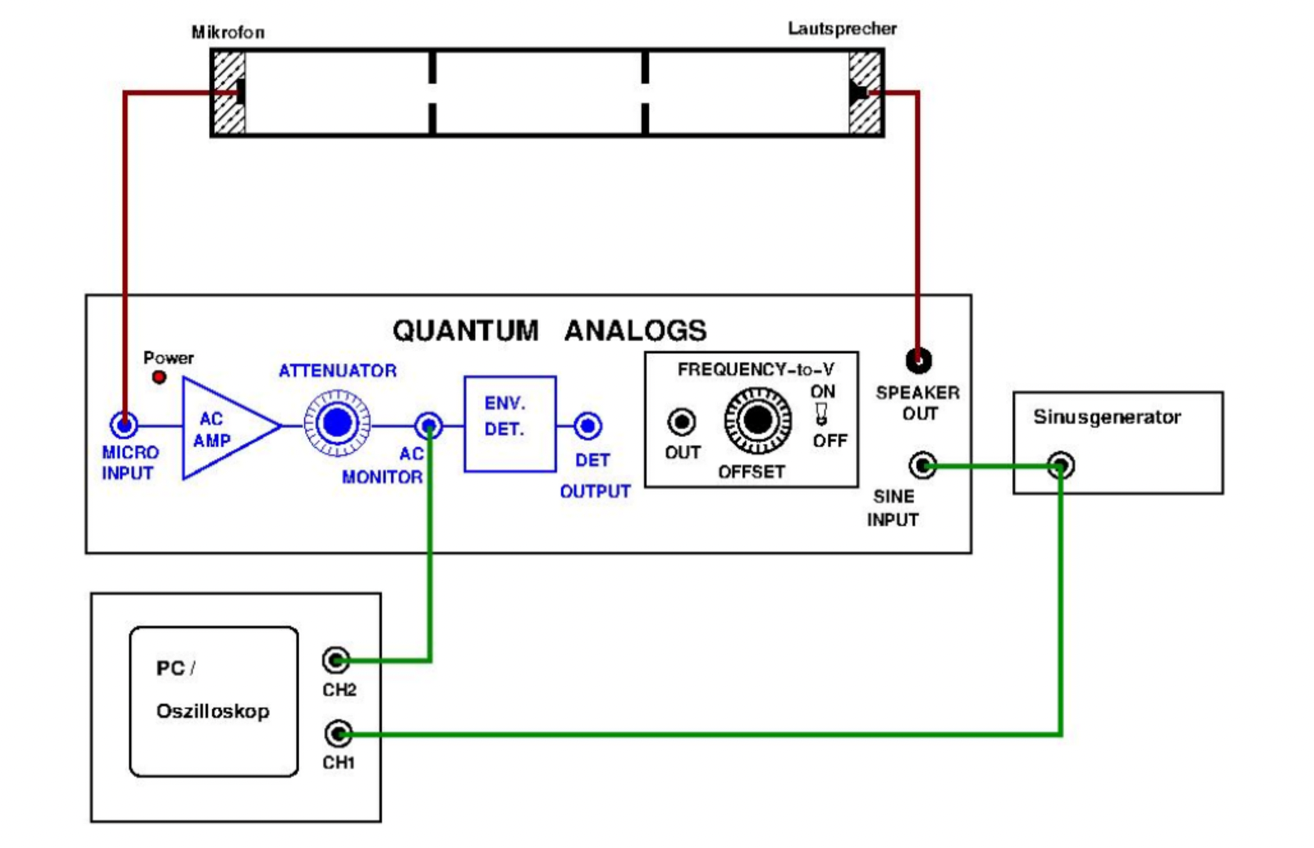 Mikrofon
Lautsprecher
QUANTUM ANALOGS
Power
ATTENUATOR
AC
AMP
MICRO
INPUT
AC
MONITOR
ENV.
DET.
DET
OUTPUT
FREQUENCY-to-V
ON
OFF
OUT
OFFSET
SPEAKER
OUT
SINE
INPUT
Sinusgenerator
PC /
Oszilloskop
CH2
CH1